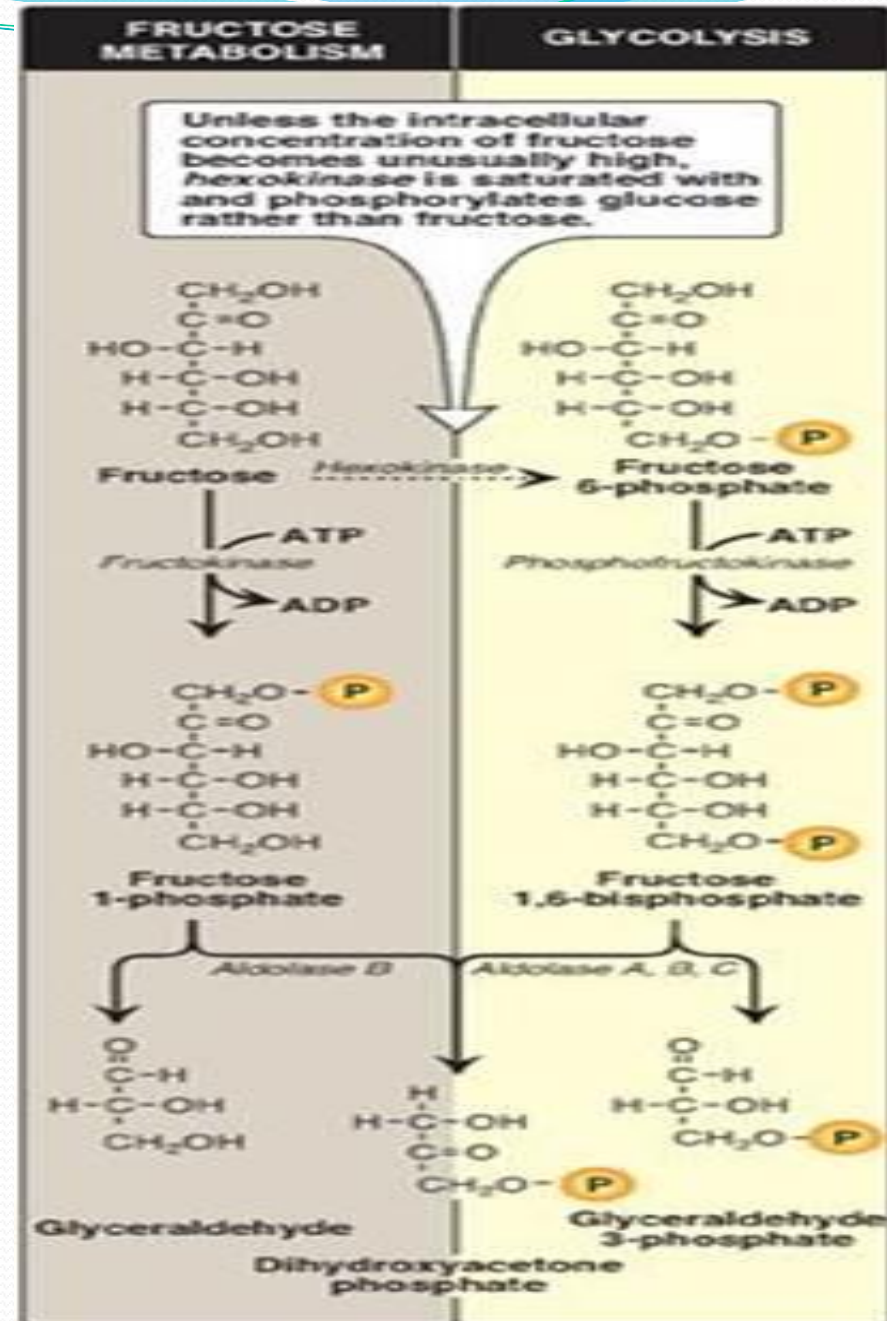 FRUCTOSE
METABOLISM
GLYCOLYSIS
Unless the intracellular
concentration of fructose
becomes unusually high,
hexokinase is saturated with
and phosphorylates glucose
rather than fructose.
CH₂OH
C=O
HO-C-H
H-C-OH
H-C-OH
CH₂OH
Fructose
Hexokinase
CH₂OH
C=O
HO-C-H
H-C-OH
H-C-OH
CH₂O-P
Fructose
6-phosphate
ATP
Fructokinase
ADP
ATP
Phosphofructokinase
ADP
CH₂O-P
C=O
HO-C-H
H-C-OH
H-C-OH
CH₂OH
Fructose
1-phosphate
CH₂O-P
C=O
HO-C-H
H-C-OH
H-C-OH
CH₂O-P
Fructose
1,6-bisphosphate
Aldolase B
Aldolase A, B, C
O
C-H
H-C-OH
CH₂OH
Glyceraldehyde
H
H-C-OH
C=O
CH₂O-P
Dihydroxyacetone
phosphate
O
C-H
H-C-OH
CH₂O-P
Glyceraldehyde
3-phosphate